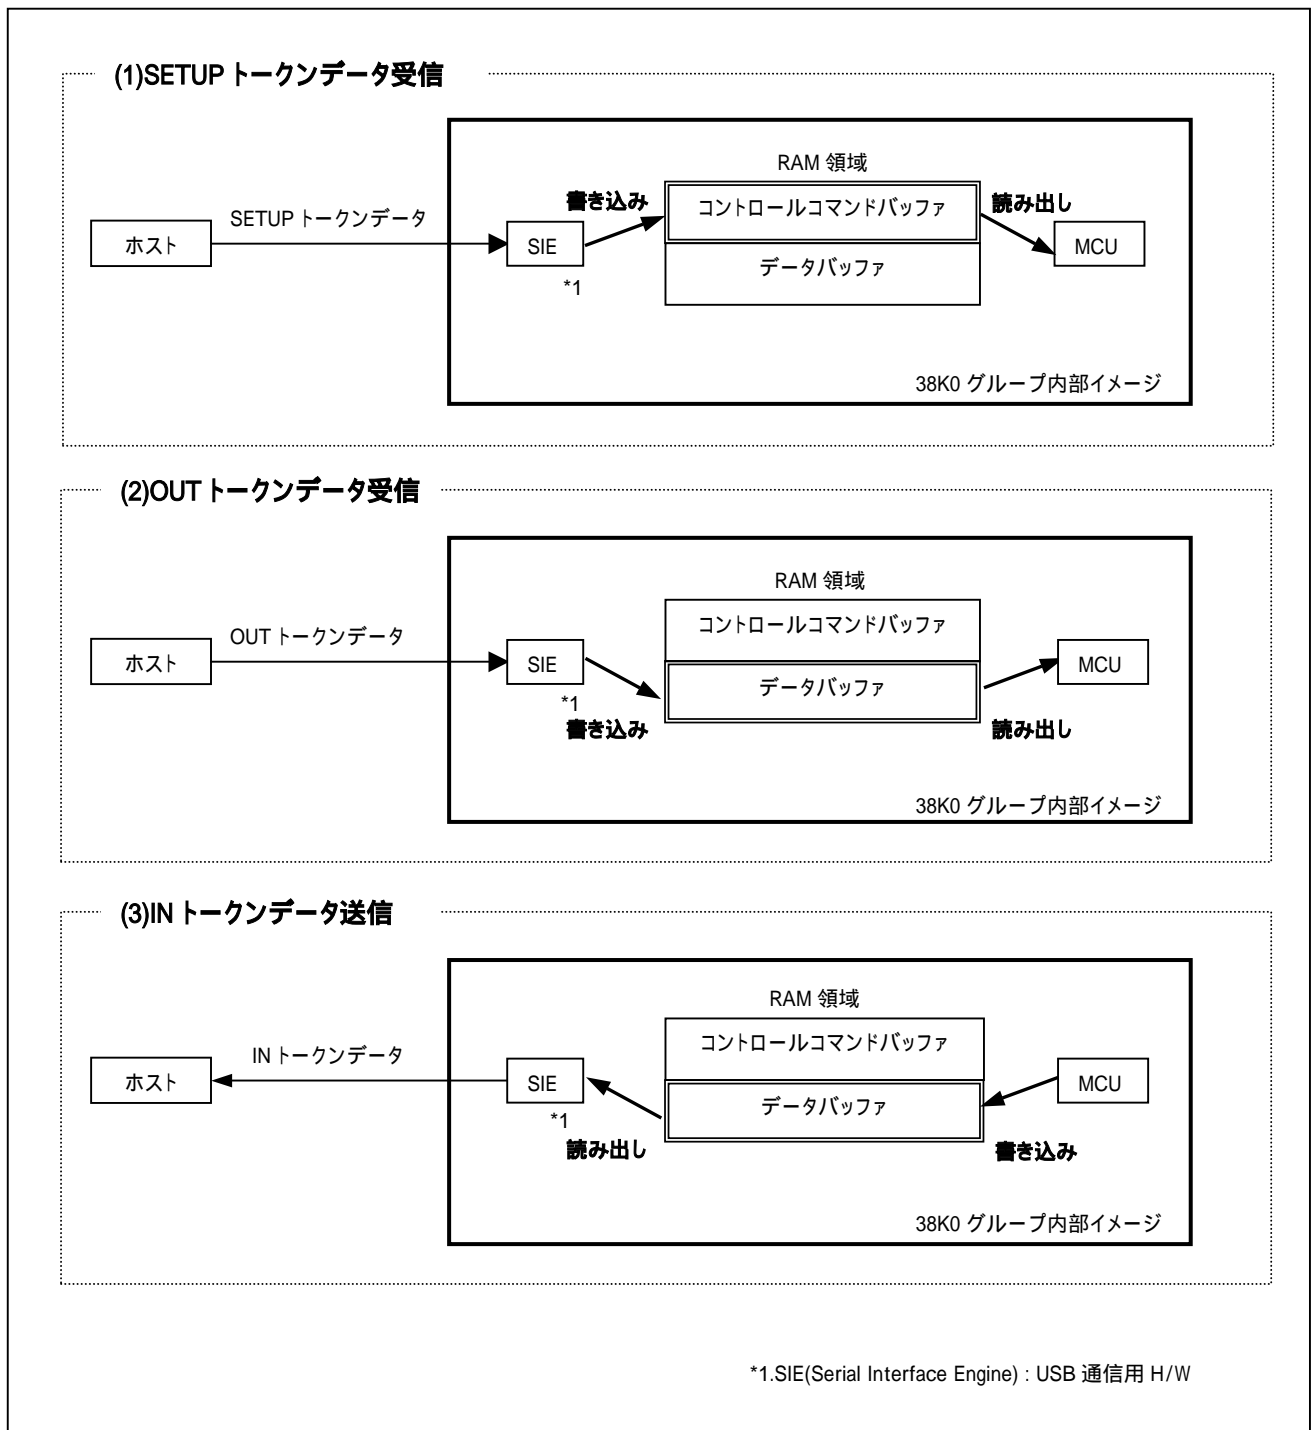 (1)SETUP トークンデータ受信
RAM 領域
書き込み
コントロールコマンドバッファ
読み出し
SETUP トークンデータ
ホスト
SIE
MCU
データバッファ
*1
38K0 グループ内部イメージ
(2)OUT トークンデータ受信
RAM 領域
コントロールコマンドバッファ
OUT トークンデータ
ホスト
SIE
MCU
データバッファ
*1
書き込み
読み出し
38K0 グループ内部イメージ
(3)IN トークンデータ送信
RAM 領域
コントロールコマンドバッファ
IN トークンデータ
ホスト
SIE
MCU
データバッファ
*1
読み出し
書き込み
38K0 グループ内部イメージ
*1.SIE(Serial Interface Engine) : USB 通信用 H/W